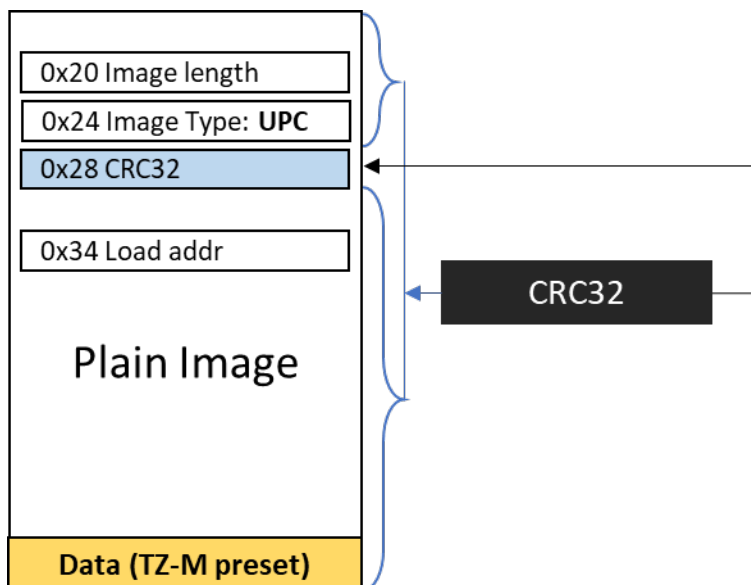 0x20 Image length
0x24 Image Type: UPC
0x28 CRC32
0x34 Load addr
CRC32
Plain Image
Data (TZ-M preset)